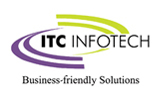 ITC INFOTECH
Business-friendly Solutions